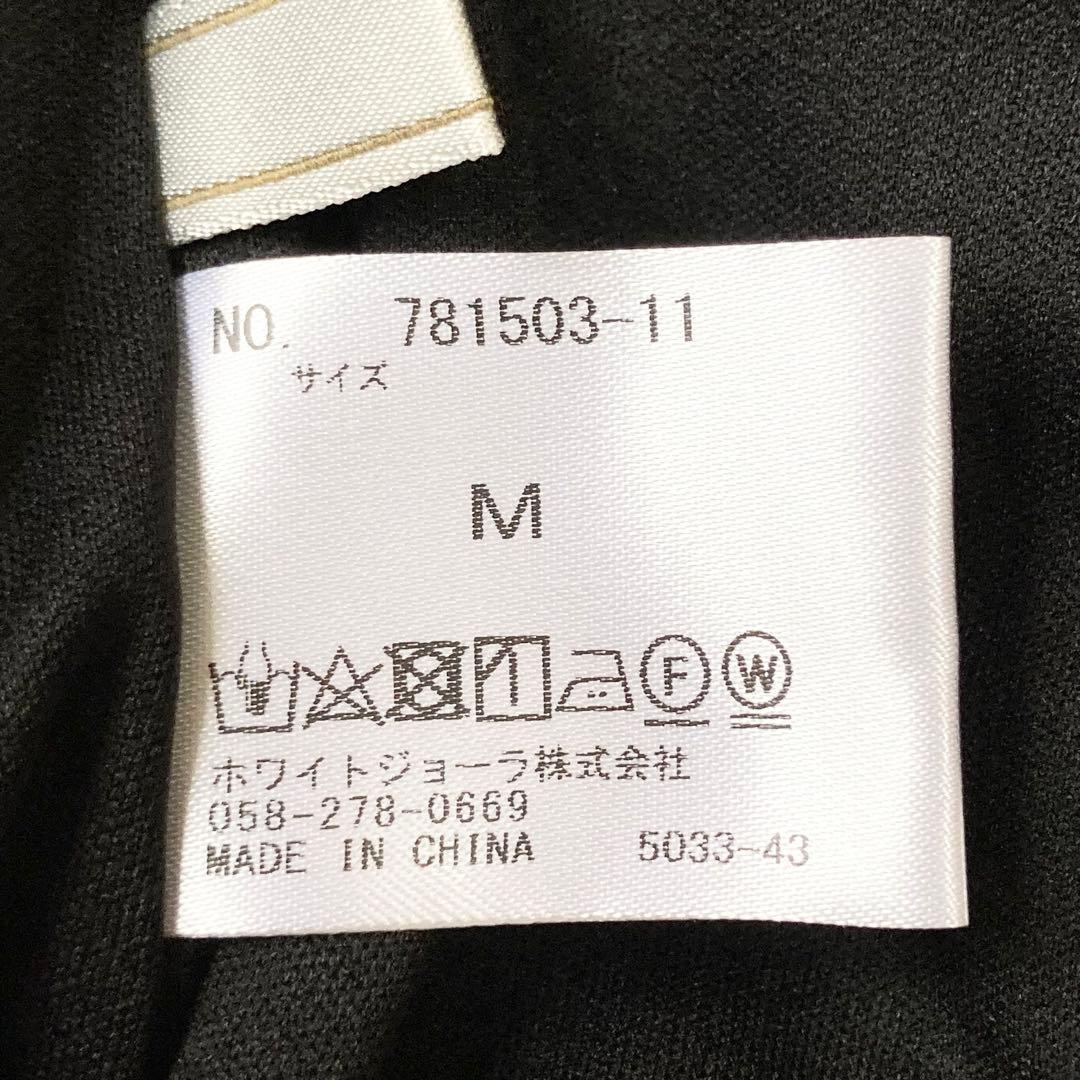 NO. 781503-11
サイズ
M
F W
ホワイトジョーラ株式会社
058-278-0669
MADE IN CHINA 5033-43